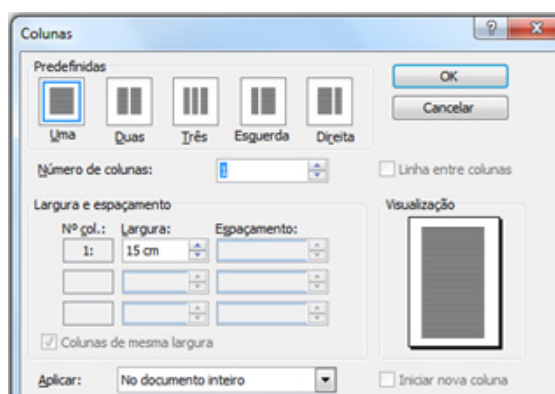 Colunas
Predefinidas
Uma Duas Três Esquerda Direita
OK
Cancelar
Número de colunas: 1
Linha entre colunas
Largura e espaçamento
Nº col.: Largura: Espaçamento:
1: 15 cm
Colunas de mesma largura
Visualização
Aplicar: No documento inteiro
Iniciar nova coluna